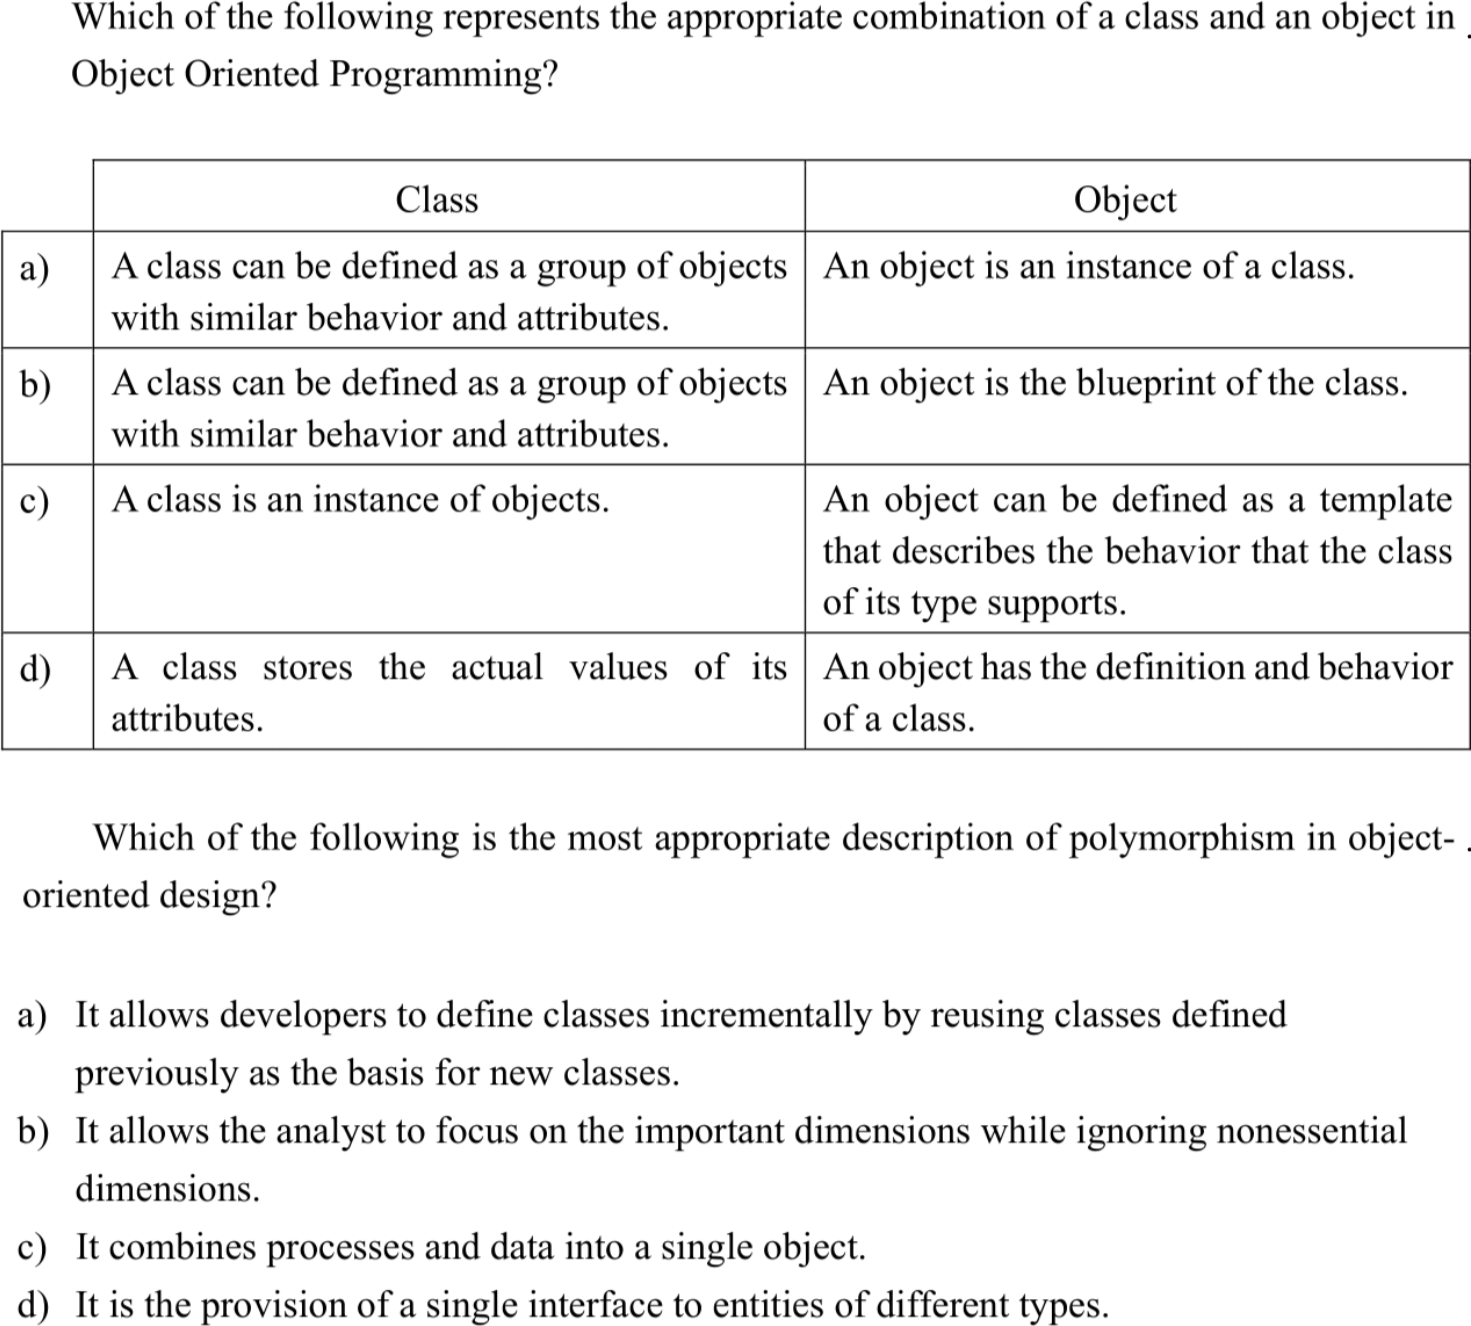 Which of the following represents the appropriate combination of a class and an object in .
Object Oriented Programming?
Class Object
a) A class can be defined as a group of objects An object is an instance of a class.
with similar behavior and attributes.
b) A class can be defined as a group of objects An object is the blueprint of the class.
with similar behavior and attributes.
c) A class is an instance of objects. An object can be defined as a template
that describes the behavior that the class
of its type supports.
d) A class stores the actual values of its An object has the definition and behavior
attributes. of a class.
Which of the following is the most appropriate description of polymorphism in object- .
oriented design?
a) It allows developers to define classes incrementally by reusing classes defined
previously as the basis for new classes.
b) It allows the analyst to focus on the important dimensions while ignoring nonessential
dimensions.
c) It combines processes and data into a single object.
d) It is the provision of a single interface to entities of different types.